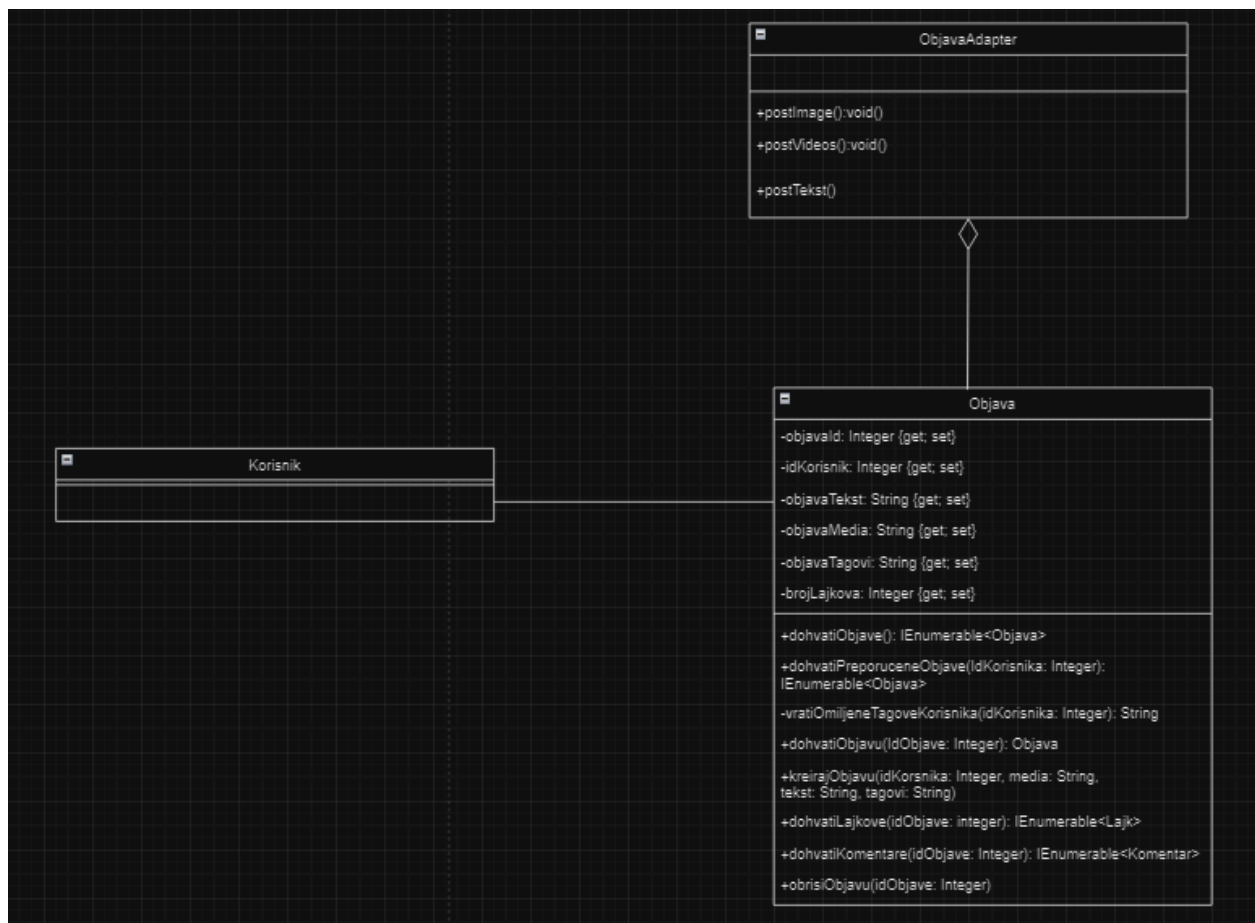 ObjavaAdapter
+postImage():void()
+postVideos():void()
+postTekst()
Korisnik
Objava
-objavaId: Integer {get; set}
-idKorisnik: Integer {get; set}
-objavaTekst: String {get; set}
-objavaMedia: String {get; set}
-objavaTagovi: String {get; set}
-brojLajkova: Integer {get; set}
+dohvatiObjave(): IEnumerable<Objava>
+dohvatiPreporuceneObjave(IdKorisnika: Integer):
IEnumerable<Objava>
-vratiOmiljeneTagoveKorisnika(idKorisnika: Integer): String
+dohvatiObjavu(IdObjave: Integer): Objava
+kreirajObjavu(idKorsnika: Integer, media: String,
tekst: String, tagovi: String)
+dohvatiLajkove(idObjave: integer): IEnumerable<Lajk>
+dohvatiKomentare(idObjave: Integer): IEnumerable<Komentar>
+obrisiObjavu(idObjave: Integer)